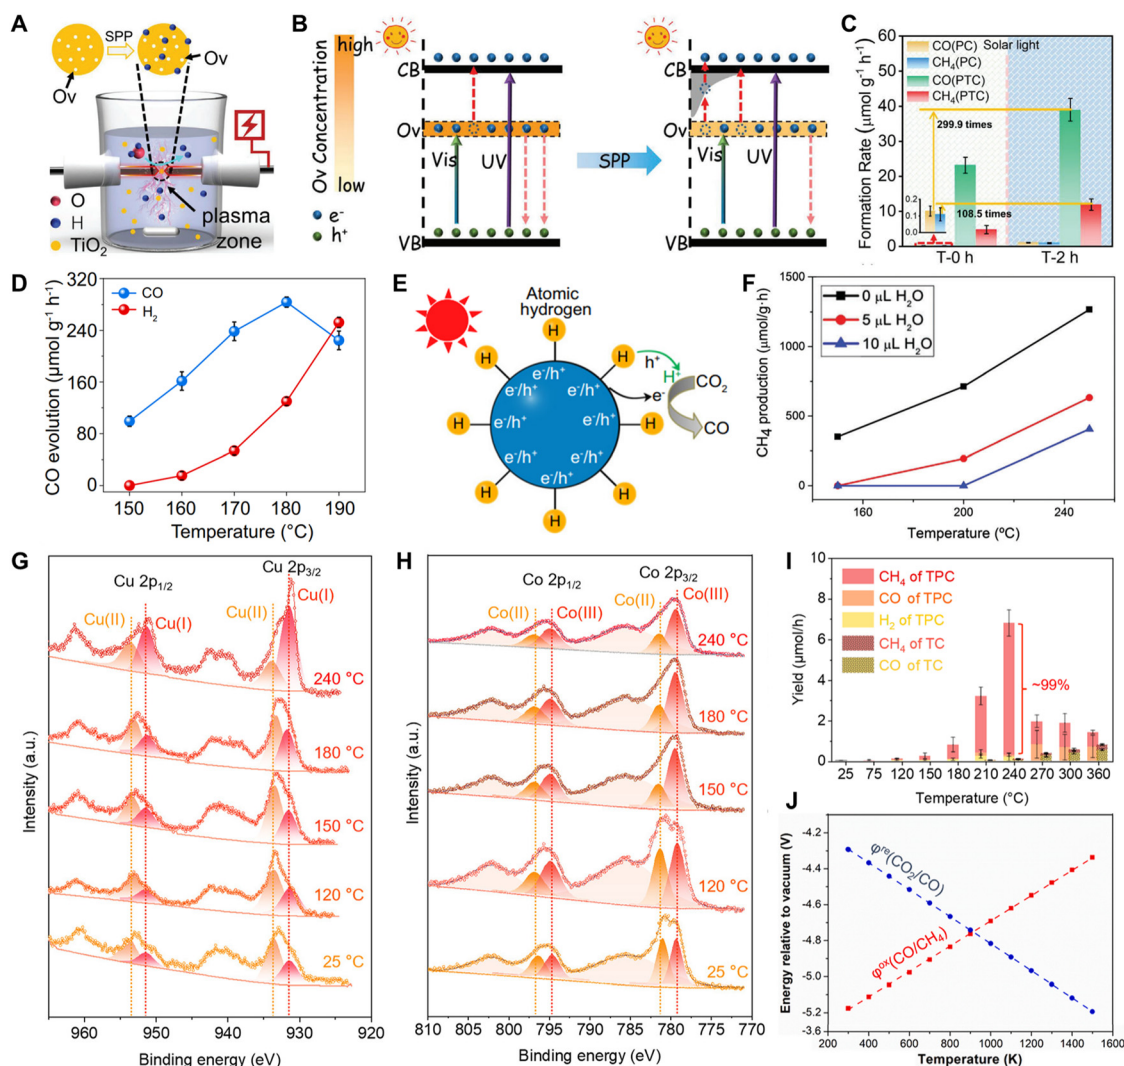 A
SPP
Ov
Ov
plasma
zone
O
H
TiO₂
B
Ov Concentration
high
low
e⁻
h⁺
CB
Ov
Vis
UV
VB
SPP
CB
Ov
Vis
UV
VB
C
Formation Rate (μmol g⁻¹ h⁻¹)
60
50
40
30
20
10
0
CO(PC)
CH₄(PC)
CO(PTC)
CH₄(PTC)
Solar light
299.9 times
108.5 times
0.2
0.1
0.0
T-0 h
T-2 h
D
CO evolution (μmol g⁻¹ h⁻¹)
320
240
160
80
0
CO
H₂
150
160
170
180
190
Temperature (°C)
E
Atomic
hydrogen
H
H
H
H
H
H
H
H
e⁻/h⁺
e⁻/h⁺
e⁻/h⁺
e⁻/h⁺
e⁻/h⁺
e⁻/h⁺
e⁻/h⁺
e⁻/h⁺
h⁺
H⁺
e⁻
CO₂
CO
F
CH₄ production (μmol/g·h)
1500
1000
500
0
0 μL H₂O
5 μL H₂O
10 μL H₂O
150
200
250
Temperature (ºC)
G
Intensity (a.u.)
Cu 2p₁/₂
Cu 2p₃/₂
Cu(II)
Cu(I)
Cu(II)
Cu(I)
240 °C
180 °C
150 °C
120 °C
25 °C
960
950
940
930
920
Binding energy (eV)
H
Intensity (a.u.)
Co 2p₁/₂
Co 2p₃/₂
Co(II)
Co(III)
Co(II)
Co(III)
240 °C
180 °C
150 °C
120 °C
25 °C
810
800
795
785
780
770
Binding energy (eV)
I
Yield (μmol/h)
10
8
6
4
2
0
CH₄ of TPC
CO of TPC
H₂ of TPC
CH₄ of TC
CO of TC
~99%
25
75
120
150
180
210
240
270
300
360
Temperature (°C)
J
Energy relative to vacuum (V)
-4.2
-4.4
-4.6
-4.8
-5.0
-5.2
-3.6
φʳᵉ(CO₂/CO)
φᵒˣ(CO/CH₄)
200
400
600
800
1000
1200
1400
1600
Temperature (K)